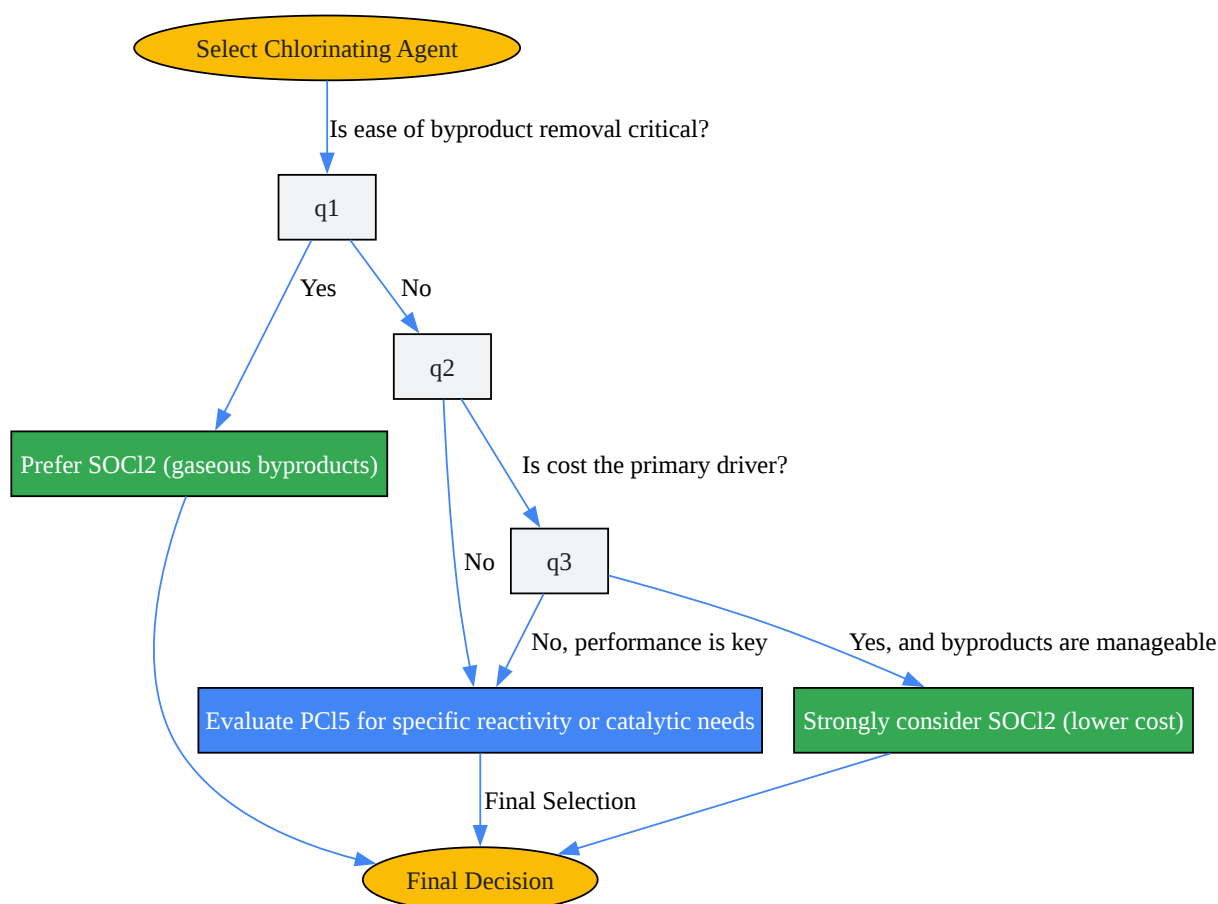 Select Chlorinating Agent
Is ease of byproduct removal critical?
q1
Yes
No
q2
Prefer SOCl2 (gaseous byproducts)
Is cost the primary driver?
No
q3
No, performance is key
Yes, and byproducts are manageable
Evaluate PCl5 for specific reactivity or catalytic needs
Strongly consider SOCl2 (lower cost)
Final Selection
Final Decision